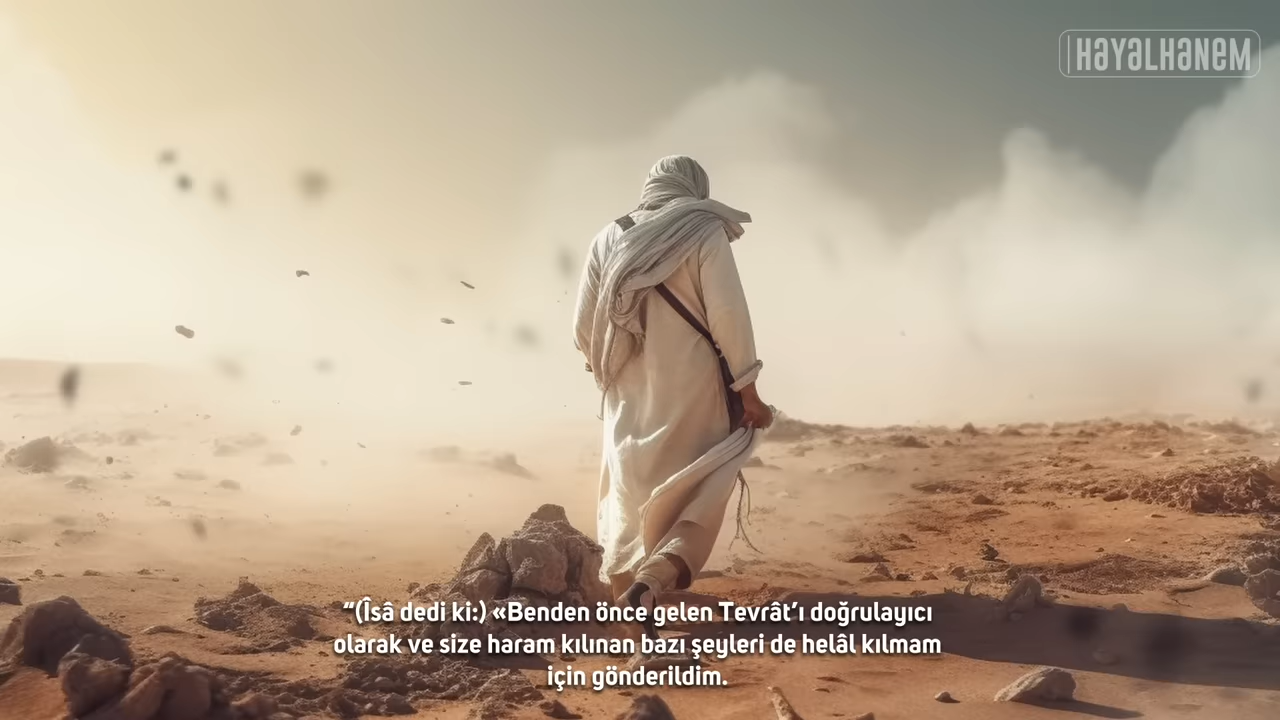 HayaLHaNeM
“(Îsâ dedi ki:) «Benden önce gelen Tevrât’ı doğrulayıcı
olarak ve size haram kılınan bazı şeyleri de helâl kılmam
için gönderildim.